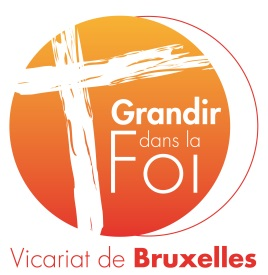 Grandir
dans la
Foi
Vicariat de Bruxelles